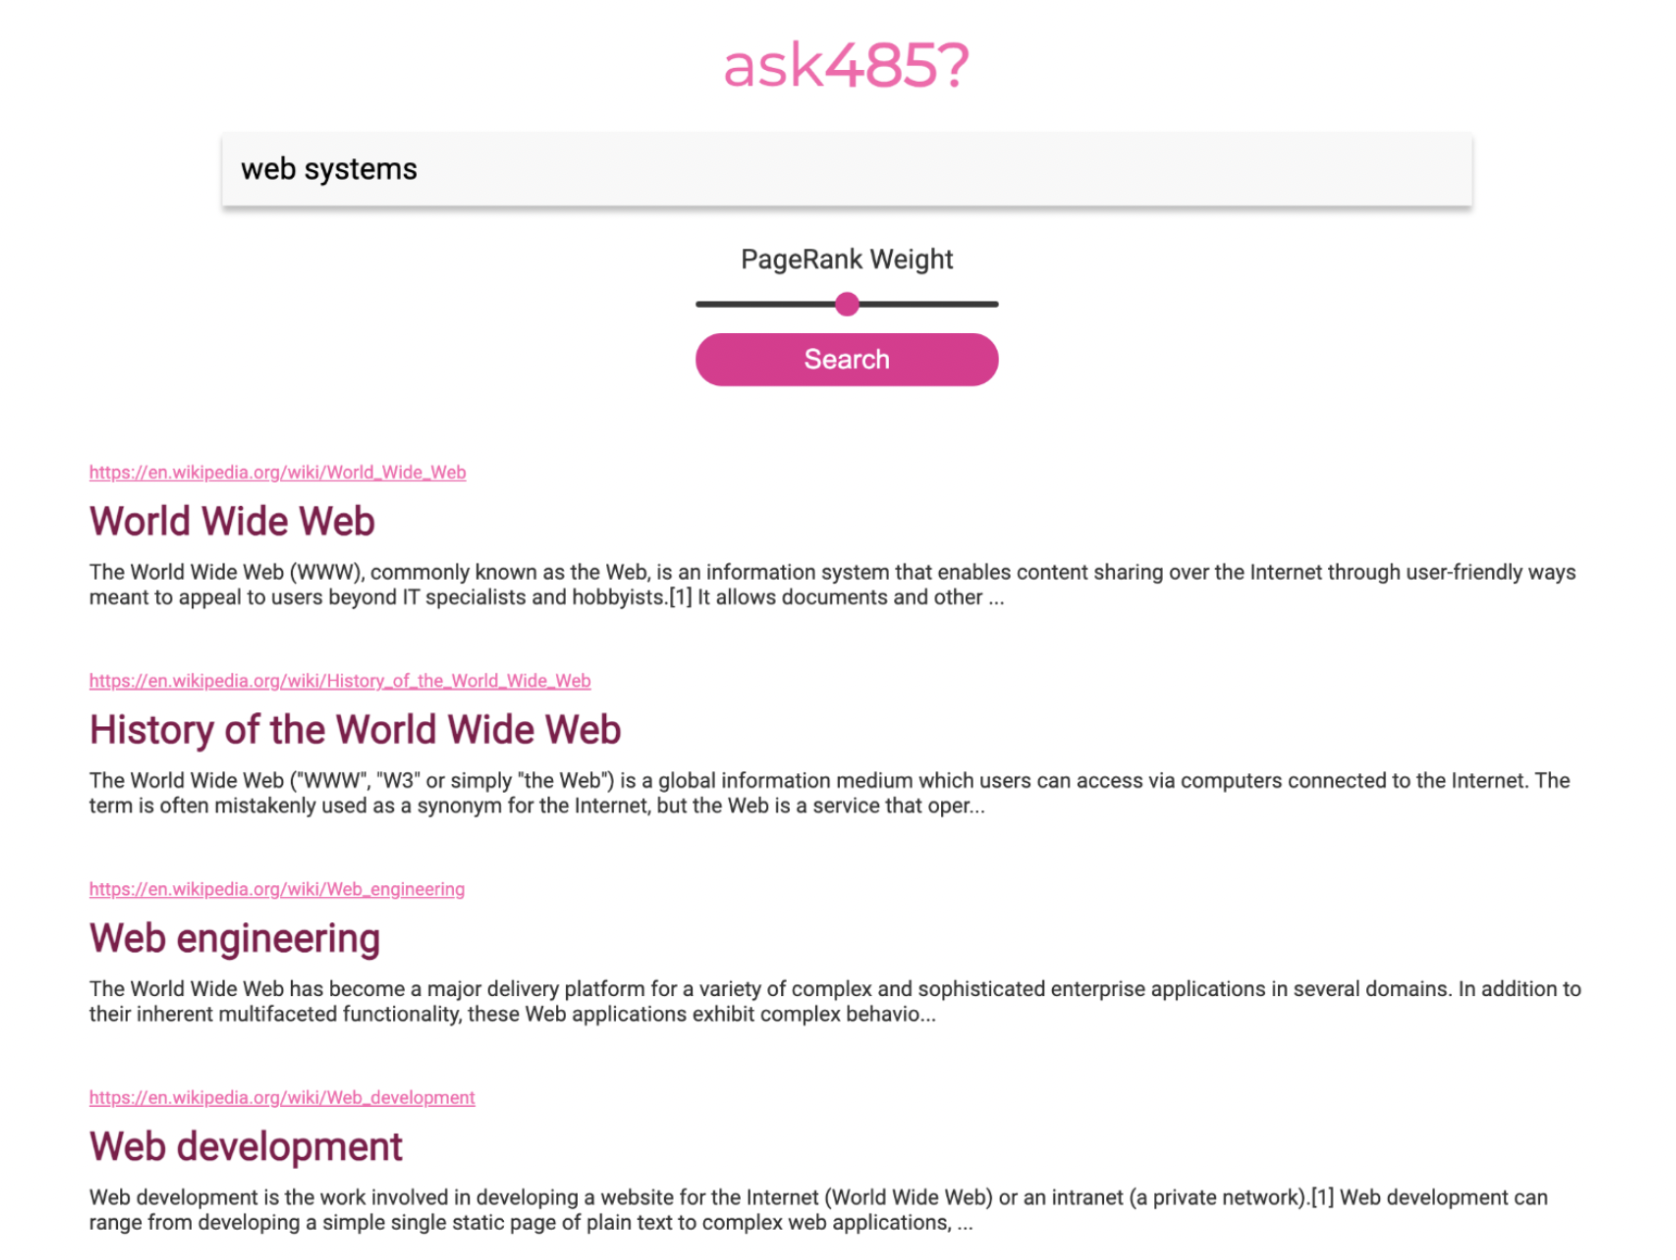 ask485?
web systems
PageRank Weight
Search
https://en.wikipedia.org/wiki/World_Wide_Web
World Wide Web
The World Wide Web (WWW), commonly known as the Web, is an information system that enables content sharing over the Internet through user-friendly ways
meant to appeal to users beyond IT specialists and hobbyists.[1] It allows documents and other ...
https://en.wikipedia.org/wiki/History_of_the_World_Wide_Web
History of the World Wide Web
The World Wide Web ("WWW", "W3" or simply "the Web") is a global information medium which users can access via computers connected to the Internet. The
term is often mistakenly used as a synonym for the Internet, but the Web is a service that oper...
https://en.wikipedia.org/wiki/Web_engineering
Web engineering
The World Wide Web has become a major delivery platform for a variety of complex and sophisticated enterprise applications in several domains. In addition to
their inherent multifaceted functionality, these Web applications exhibit complex behavio...
https://en.wikipedia.org/wiki/Web_development
Web development
Web development is the work involved in developing a website for the Internet (World Wide Web) or an intranet (a private network).[1] Web development can
range from developing a simple single static page of plain text to complex web applications, ...